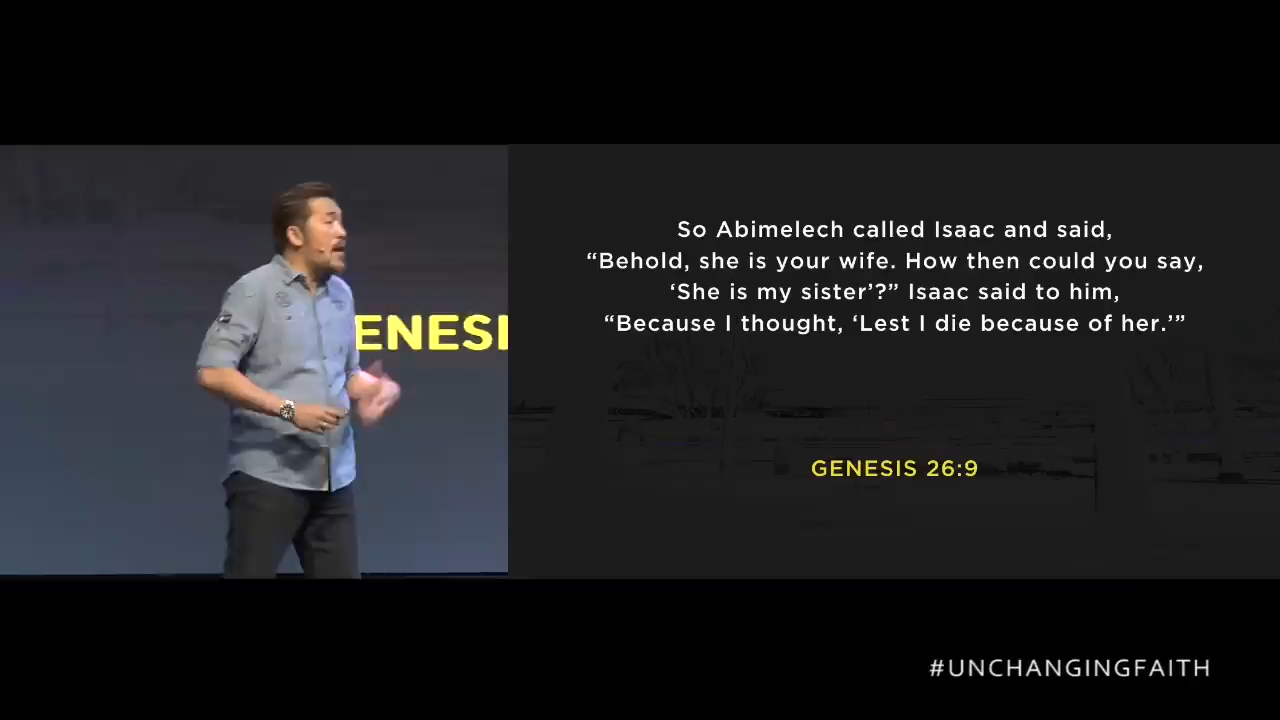 ENESI
So Abimelech called Isaac and said,
“Behold, she is your wife. How then could you say,
‘She is my sister’?” Isaac said to him,
“Because I thought, ‘Lest I die because of her.’”
GENESIS 26:9
#UNCHANGINGFAITH